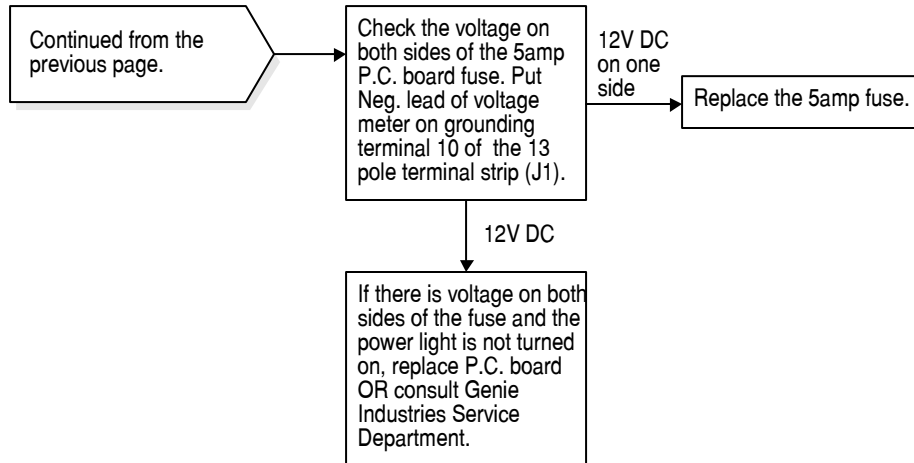 Continued from the
previous page.
Check the voltage on
both sides of the 5amp
P.C. board fuse. Put
Neg. lead of voltage
meter on grounding
terminal 10 of the 13
pole terminal strip (J1).
12V DC
on one
side
Replace the 5amp fuse.
12V DC
If there is voltage on both
sides of the fuse and the
power light is not turned
on, replace P.C. board
OR consult Genie
Industries Service
Department.